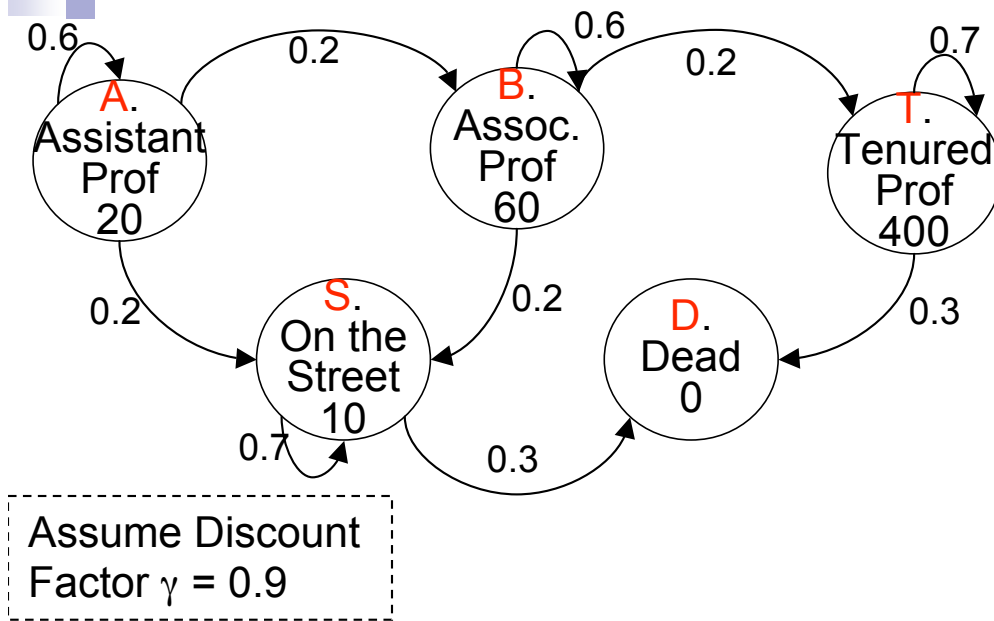 0.6
0.2
0.6
0.2
0.7
A.
Assistant
Prof
20
B.
Assoc.
Prof
60
T.
Tenured
Prof
400
0.2
0.2
0.3
S.
On the
Street
10
D.
Dead
0
0.7
0.3
Assume Discount
Factor γ = 0.9